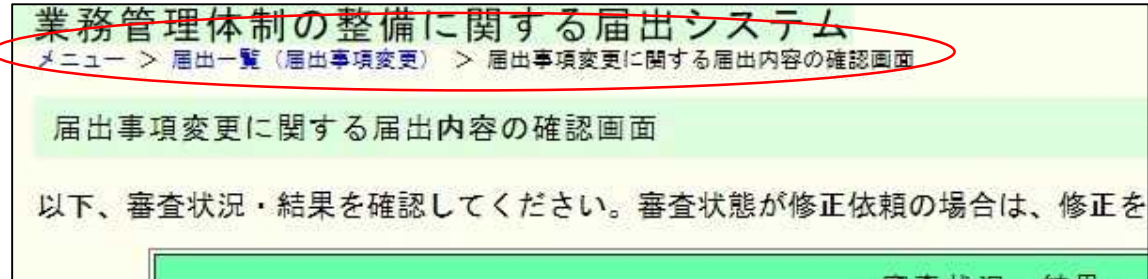 業務管理体制の整備に関する届出システム
メニュー > 届出一覧（届出事項変更） > 届出事項変更に関する届出内容の確認画面
届出事項変更に関する届出内容の確認画面
以下、審査状況・結果を確認してください。審査状態が修正依頼の場合は、修正を